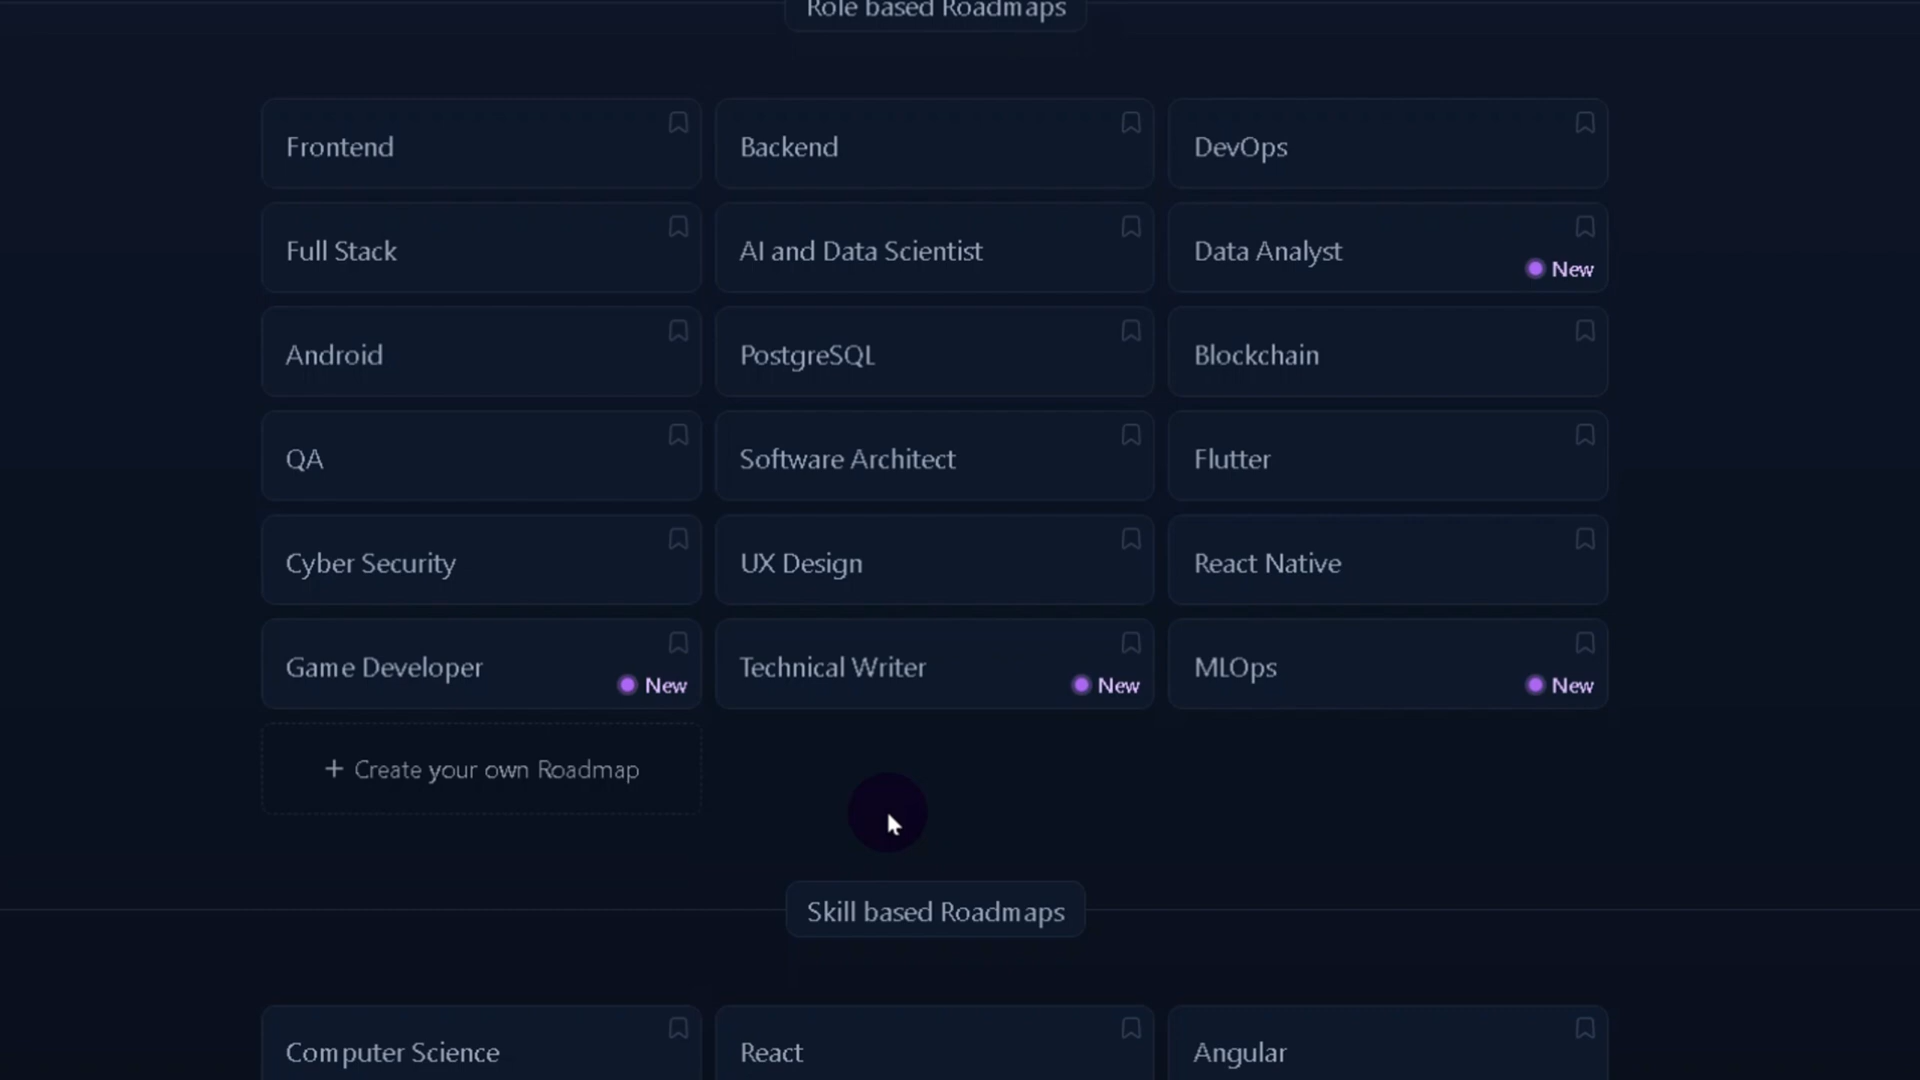 Role based Roadmaps
Frontend
Backend
DevOps
Full Stack
AI and Data Scientist
Data Analyst
New
Android
PostgreSQL
Blockchain
QA
Software Architect
Flutter
Cyber Security
UX Design
React Native
Game Developer
New
Technical Writer
New
MLOps
New
+ Create your own Roadmap
Skill based Roadmaps
Computer Science
React
Angular